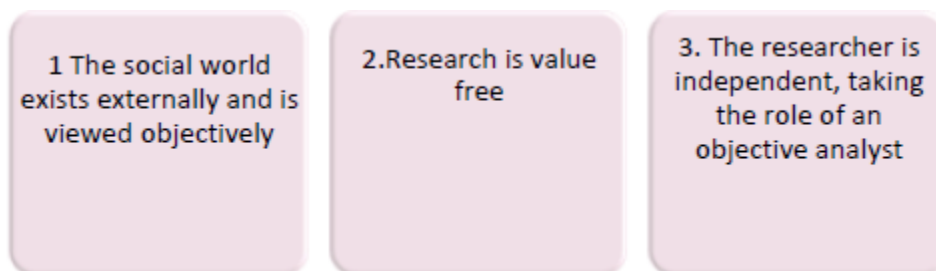 1 The social world
exists externally and is
viewed objectively
2.Research is value
free
3. The researcher is
independent, taking
the role of an
objective analyst